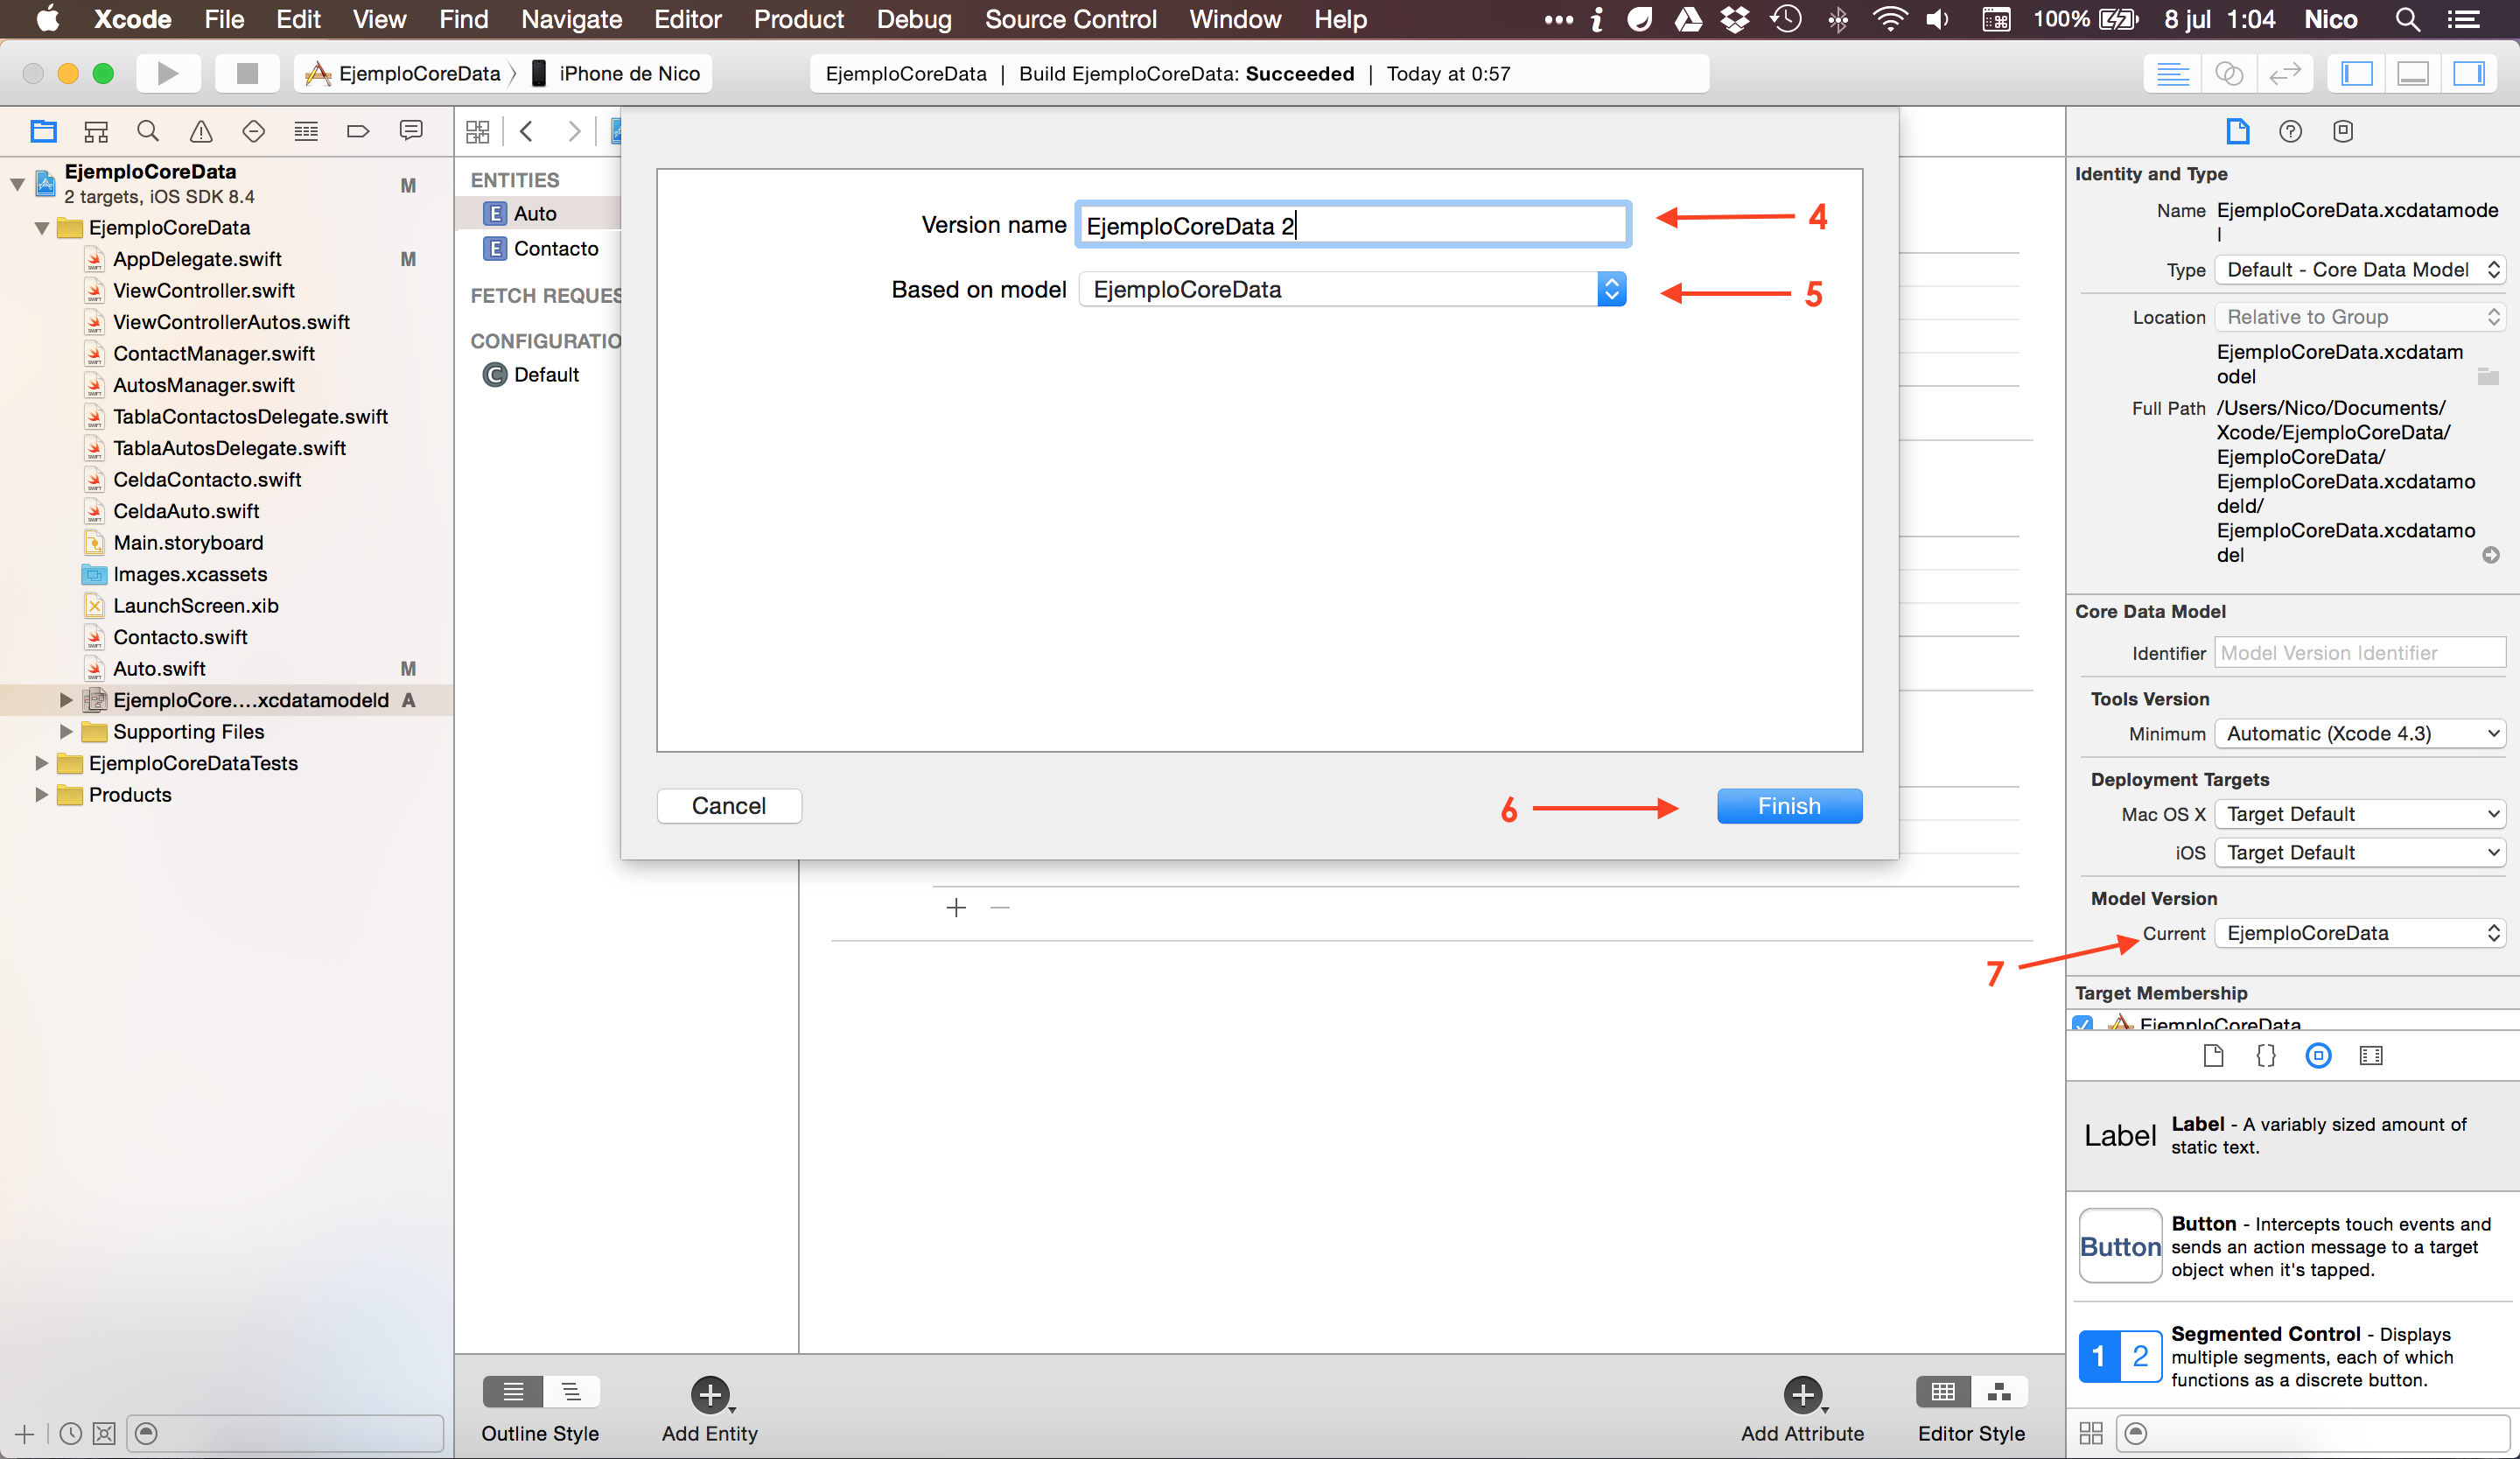 Xcode File Edit View Find Navigate Editor Product Debug Source Control Window Help 100% 8 jul 1:04 Nico
EjemploCoreData iPhone de Nico
EjemploCoreData | Build EjemploCoreData: Succeeded | Today at 0:57
EjemploCoreData
2 targets, iOS SDK 8.4
M
EjemploCoreData
AppDelegate.swift M
ViewController.swift
ViewControllerAutos.swift
ContactManager.swift
AutosManager.swift
TablaContactosDelegate.swift
TablaAutosDelegate.swift
CeldaContacto.swift
CeldaAuto.swift
Main.storyboard
Images.xcassets
LaunchScreen.xib
Contacto.swift
Auto.swift M
EjemploCore....xcdatamodeld A
Supporting Files
EjemploCoreDataTests
Products
ENTITIES
E Auto
E Contacto
FETCH REQUES
CONFIGURATIO
C Default
Version name EjemploCoreData 2
4
Based on model EjemploCoreData
5
Cancel
6
Finish
7
Outline Style
Add Entity
Add Attribute
Editor Style
Identity and Type
Name EjemploCoreData.xcdatamode
l
Type Default - Core Data Model
Location Relative to Group
EjemploCoreData.xcdatam
odel
Full Path /Users/Nico/Documents/
Xcode/EjemploCoreData/
EjemploCoreData/
EjemploCoreData.xcdatamo
deld/
EjemploCoreData.xcdatamo
del
Core Data Model
Identifier Model Version Identifier
Tools Version
Minimum Automatic (Xcode 4.3)
Deployment Targets
Mac OS X Target Default
iOS Target Default
Model Version
Current EjemploCoreData
Target Membership
EjemploCoreData
Label
Label - A variably sized amount of
static text.
Button
Button - Intercepts touch events and
sends an action message to a target
object when it's tapped.
1 2
Segmented Control - Displays
multiple segments, each of which
functions as a discrete button.